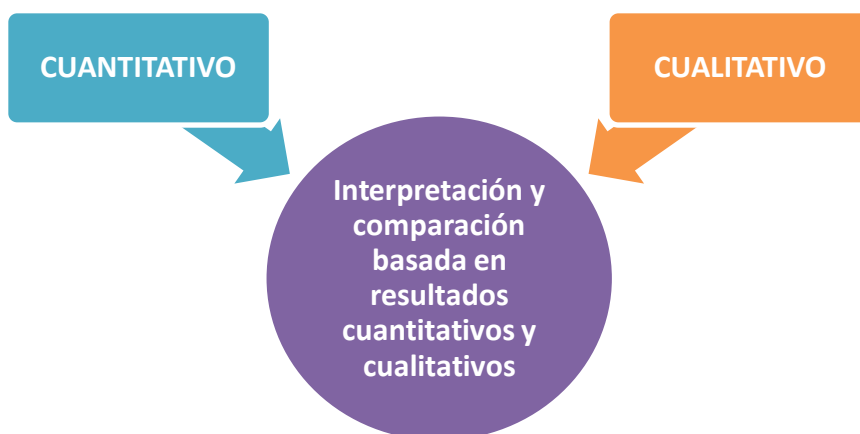 CUANTITATIVO
CUALITATIVO
Interpretación y
comparación
basada en
resultados
cuantitativos y
cualitativos